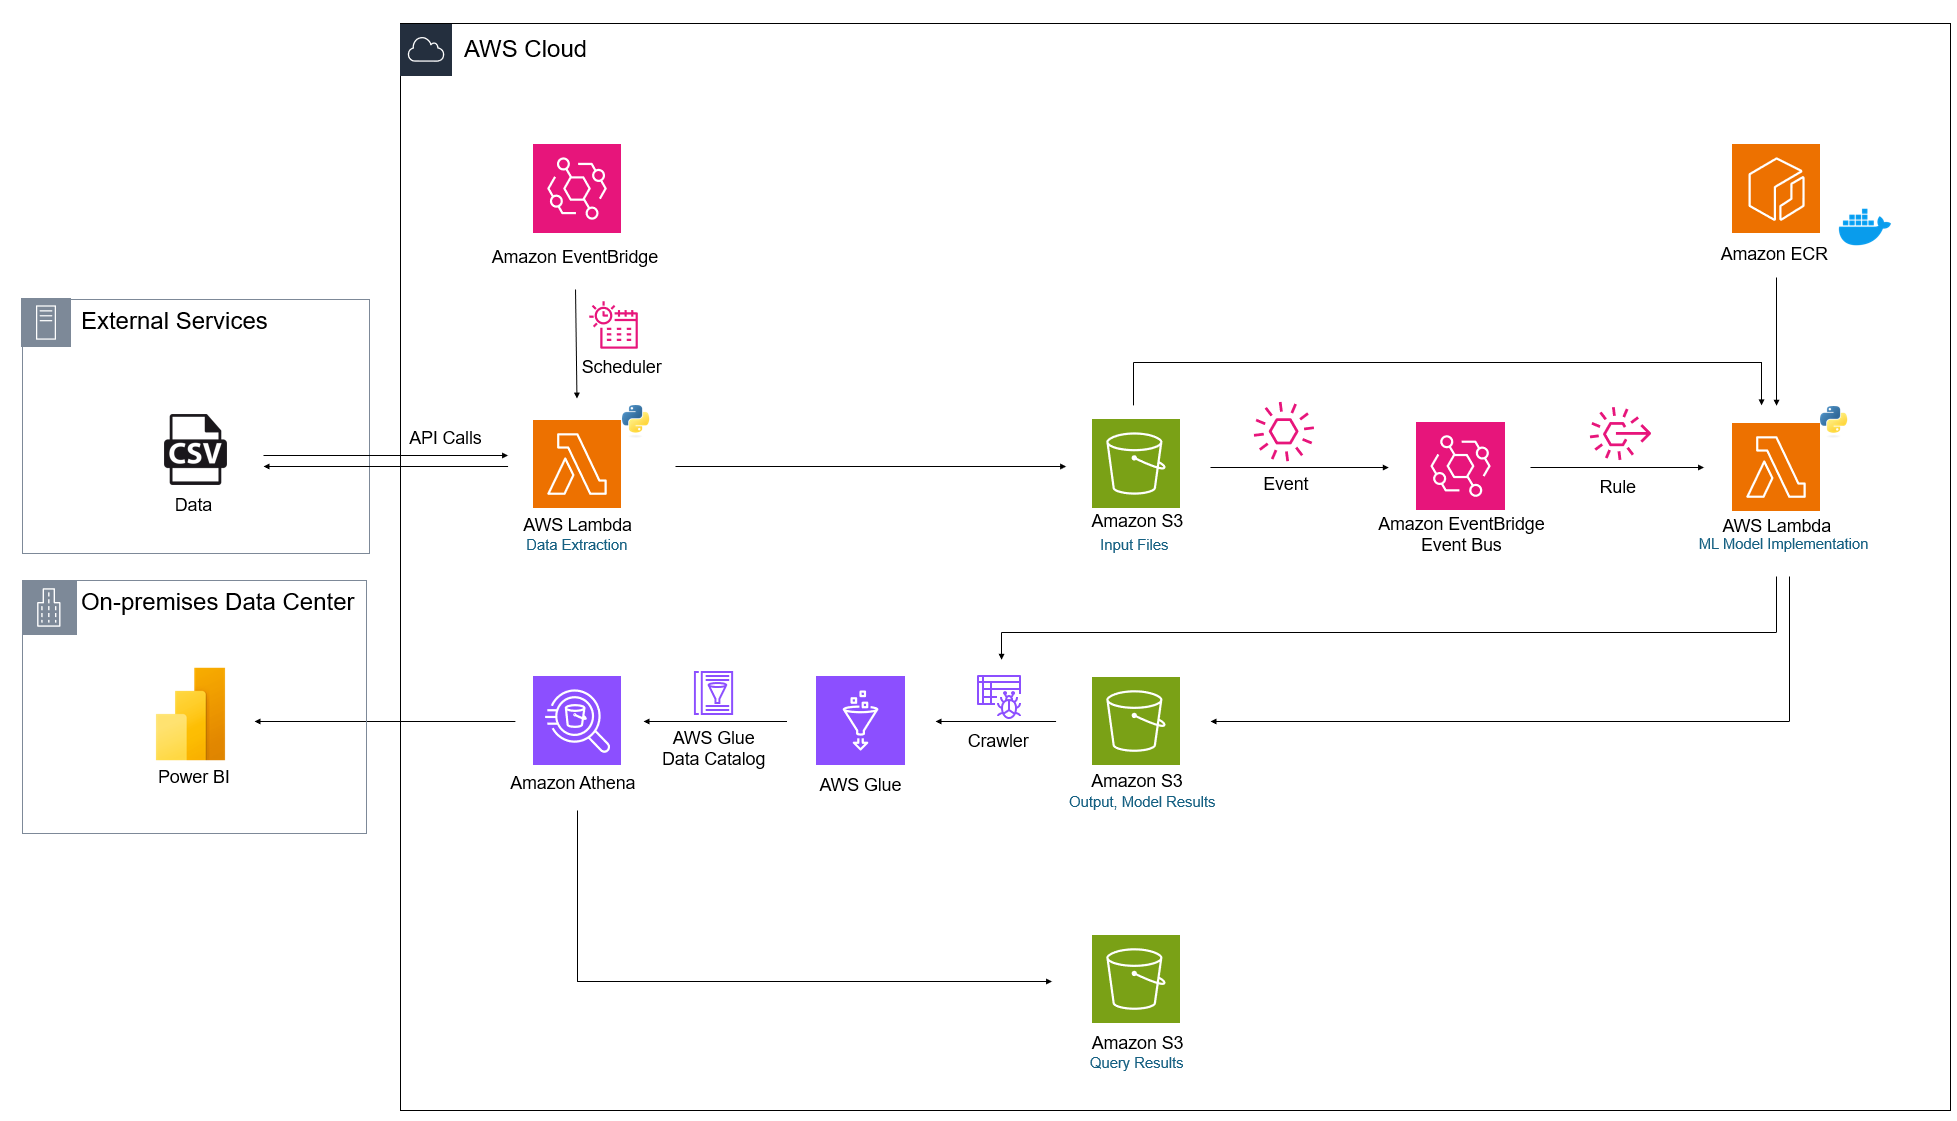 AWS Cloud
Amazon EventBridge
Amazon ECR
Scheduler
External Services
CSV
Data
API Calls
AWS Lambda
Data Extraction
Amazon S3
Input Files
Event
Amazon EventBridge
Event Bus
Rule
AWS Lambda
ML Model Implementation
On-premises Data Center
Power BI
Amazon Athena
AWS Glue
Data Catalog
AWS Glue
Crawler
Amazon S3
Output, Model Results
Amazon S3
Query Results